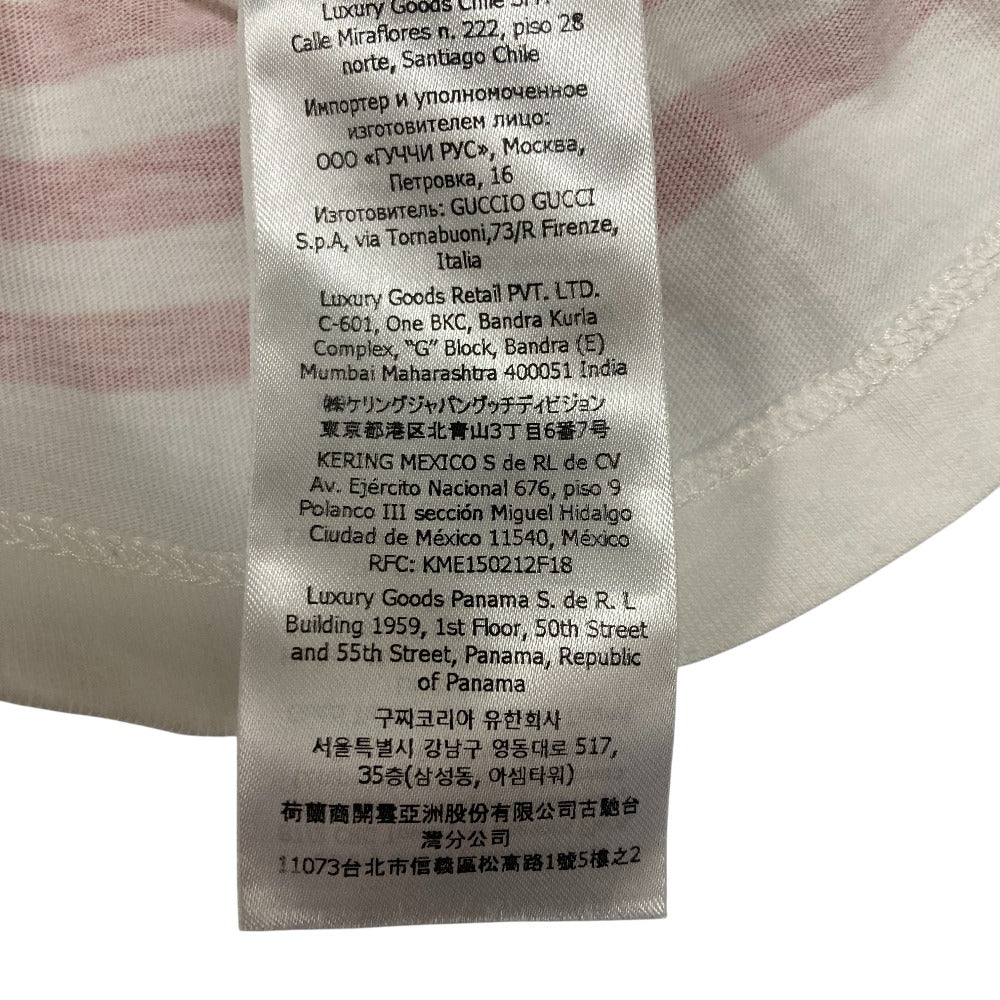 Luxury Goods Chile SPA.
Calle Miraflores n. 222, piso 28
norte, Santiago Chile
Импортер и уполномоченное
изготовителем лицо:
ООО «ГУЧЧИ РУС», Москва,
Петровка, 16
Изготовитель: GUCCIO GUCCI
S.p.A, via Tornabuoni,73/R Firenze,
Italia
Luxury Goods Retail PVT. LTD.
C-601, One BKC, Bandra Kurla
Complex, "G" Block, Bandra (E)
Mumbai Maharashtra 400051 India
㈱ケリングジャパングッチディビジョン
東京都港区北青山3丁目6番7号
KERING MEXICO S de RL de CV
Av. Ejército Nacional 676, piso 9
Polanco III sección Miguel Hidalgo
Ciudad de México 11540, México
RFC: KME150212F18
Luxury Goods Panama S. de R. L
Building 1959, 1st Floor, 50th Street
and 55th Street, Panama, Republic
of Panama
구찌코리아 유한회사
서울특별시 강남구 영동대로 517,
35층(삼성동, 아셈타워)
荷蘭商開雲亞洲股份有限公司古馳台
灣分公司
11073台北市信義區松高路1號5樓之2